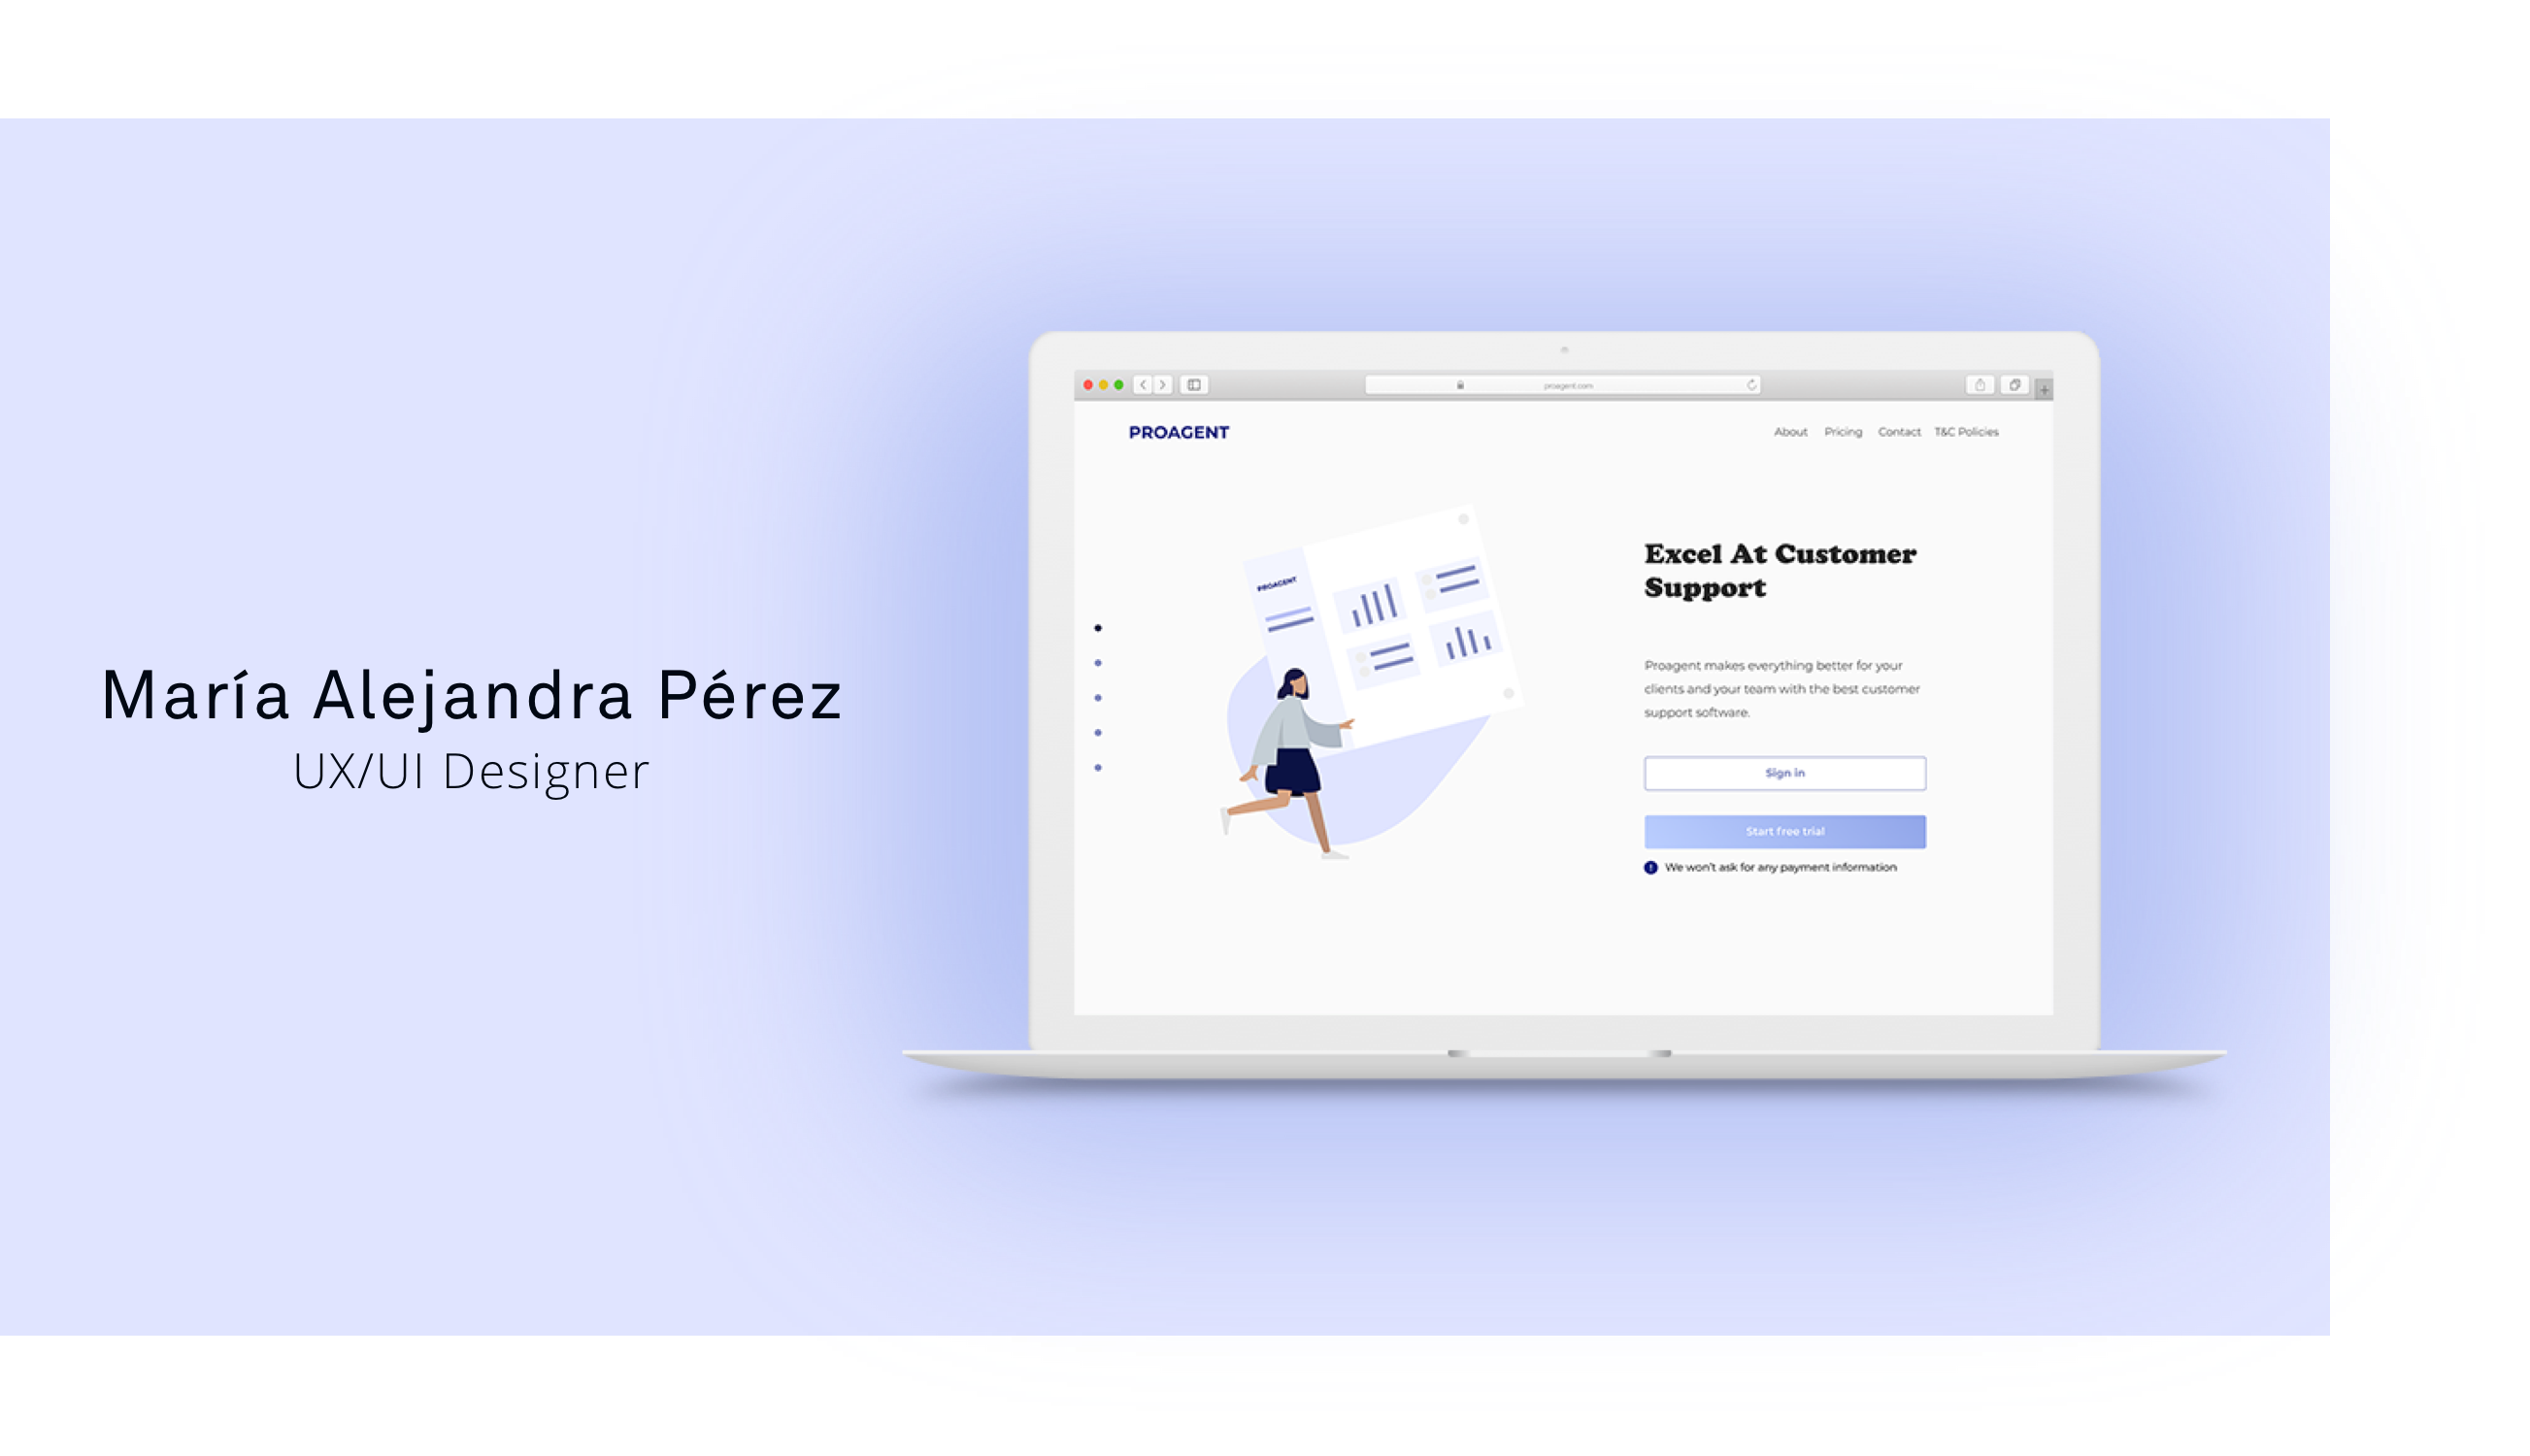 María Alejandra Pérez
UX/UI Designer
proagent.com
PROAGENT
About Pricing Contact T&C Policies
PROAGENT
Excel At Customer
Support
Proagent makes everything better for your
clients and your team with the best customer
support software.
Sign in
Start free trial
We won't ask for any payment information